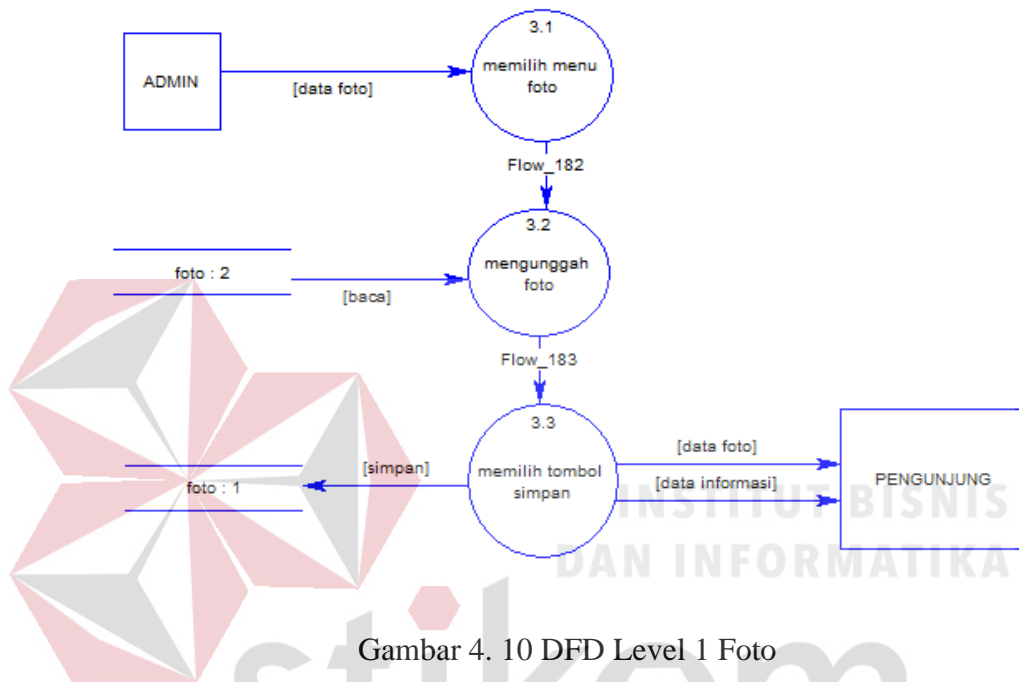 3.1
memilih menu
foto
ADMIN
[data foto]
Flow_182
3.2
mengunggah
foto
foto : 2
[baca]
Flow_183
3.3
memilih tombol
simpan
[simpan]
foto : 1
[data foto]
[data informasi]
PENGUNJUNG
INSTITUT BISNIS
DAN INFORMATIKA
stikom
Gambar 4. 10 DFD Level 1 Foto